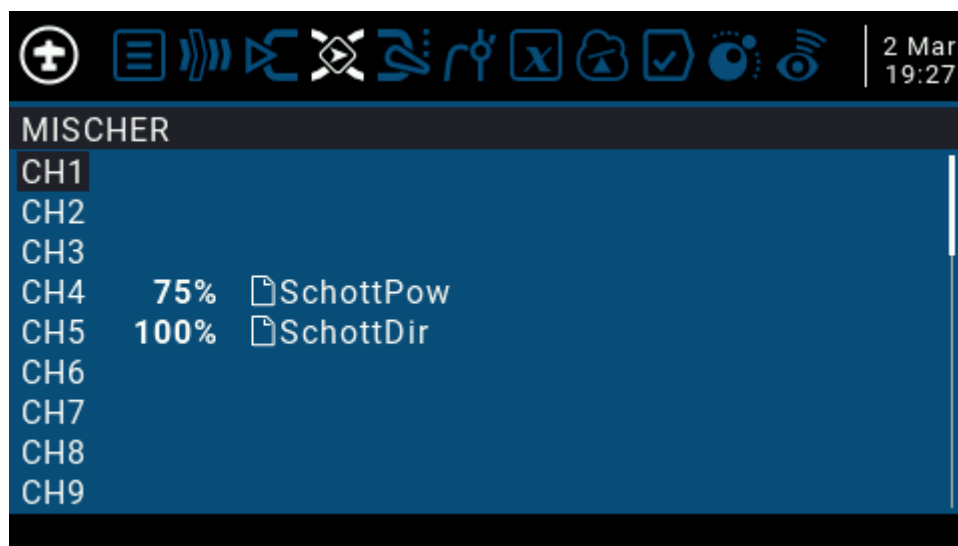 2 Mar
19:27
MISCHER
CH1
CH2
CH3
CH4 75% SchottPow
CH5 100% SchottDir
CH6
CH7
CH8
CH9